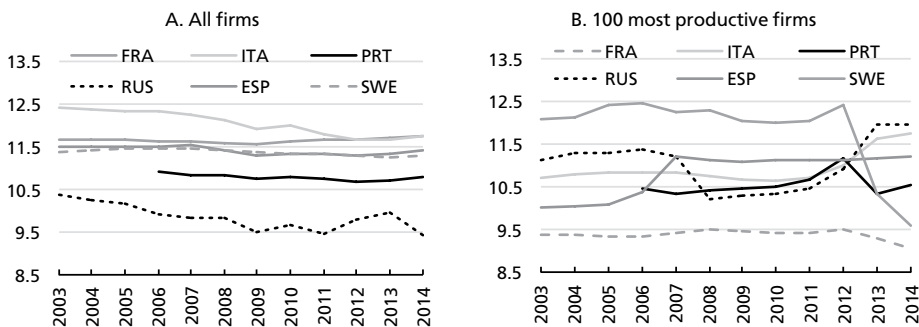 A. All firms
FRA ITA PRT
RUS ESP SWE
13.5
12.5
11.5
10.5
9.5
8.5
2003 2004 2005 2006 2007 2008 2009 2010 2011 2012 2013 2014
B. 100 most productive firms
FRA ITA PRT
RUS ESP SWE
13.5
12.5
11.5
10.5
9.5
8.5
2003 2004 2005 2006 2007 2008 2009 2010 2011 2012 2013 2014